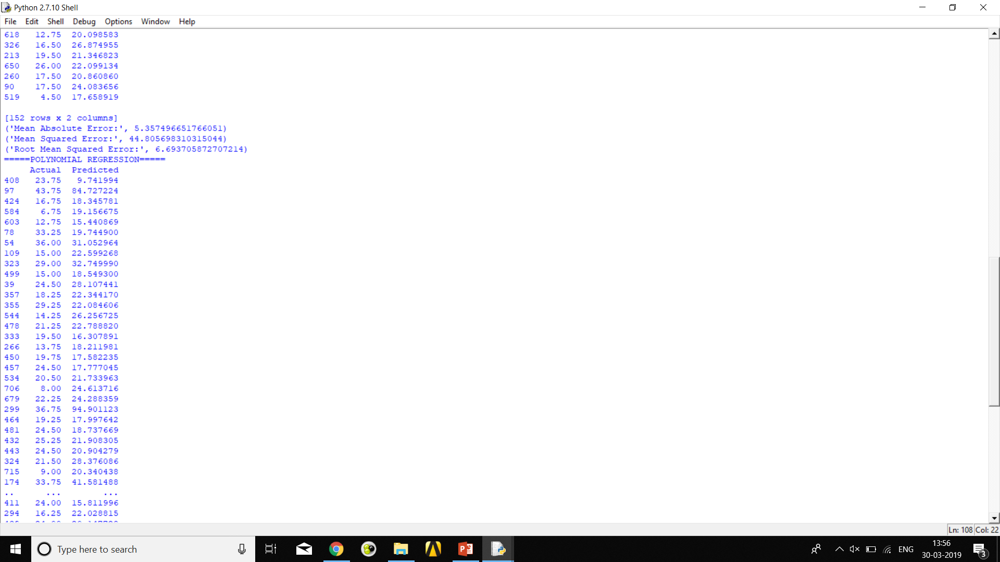 Python 2.7.10 Shell
File Edit Shell Debug Options Window Help
618 12.75 20.098583
326 16.50 26.874955
213 19.50 21.346823
650 26.00 22.099134
260 17.50 20.860860
90 17.50 24.083656
519 4.50 17.658919
[152 rows x 2 columns]
('Mean Absolute Error:', 5.357496651766051)
('Mean Squared Error:', 44.805698310315044)
('Root Mean Squared Error:', 6.693705872707214)
=====POLYNOMIAL REGRESSION=====
Actual Predicted
408 23.75 9.741994
97 43.75 84.727224
424 16.75 18.345781
584 6.75 19.156675
603 12.75 15.440869
78 33.25 19.744900
54 36.00 31.052964
109 15.00 22.599268
323 29.00 32.749990
499 15.00 18.549300
39 24.50 28.107441
357 18.25 22.344170
355 29.25 22.084606
544 14.25 26.256725
478 21.25 22.788820
333 19.50 16.307891
266 13.75 18.211981
450 19.75 17.582235
457 24.50 17.777045
534 20.50 21.733963
706 8.00 24.613716
679 22.25 24.288359
299 36.75 94.901123
464 19.25 17.997642
481 24.50 18.737669
432 25.25 21.908305
443 24.50 20.904279
324 21.50 28.376086
715 9.00 20.340438
174 33.75 41.581488
.. ... ...
411 24.00 15.811996
294 16.25 22.028815
Ln: 108 Col: 22
Type here to search
ENG
13:56
30-03-2019
3